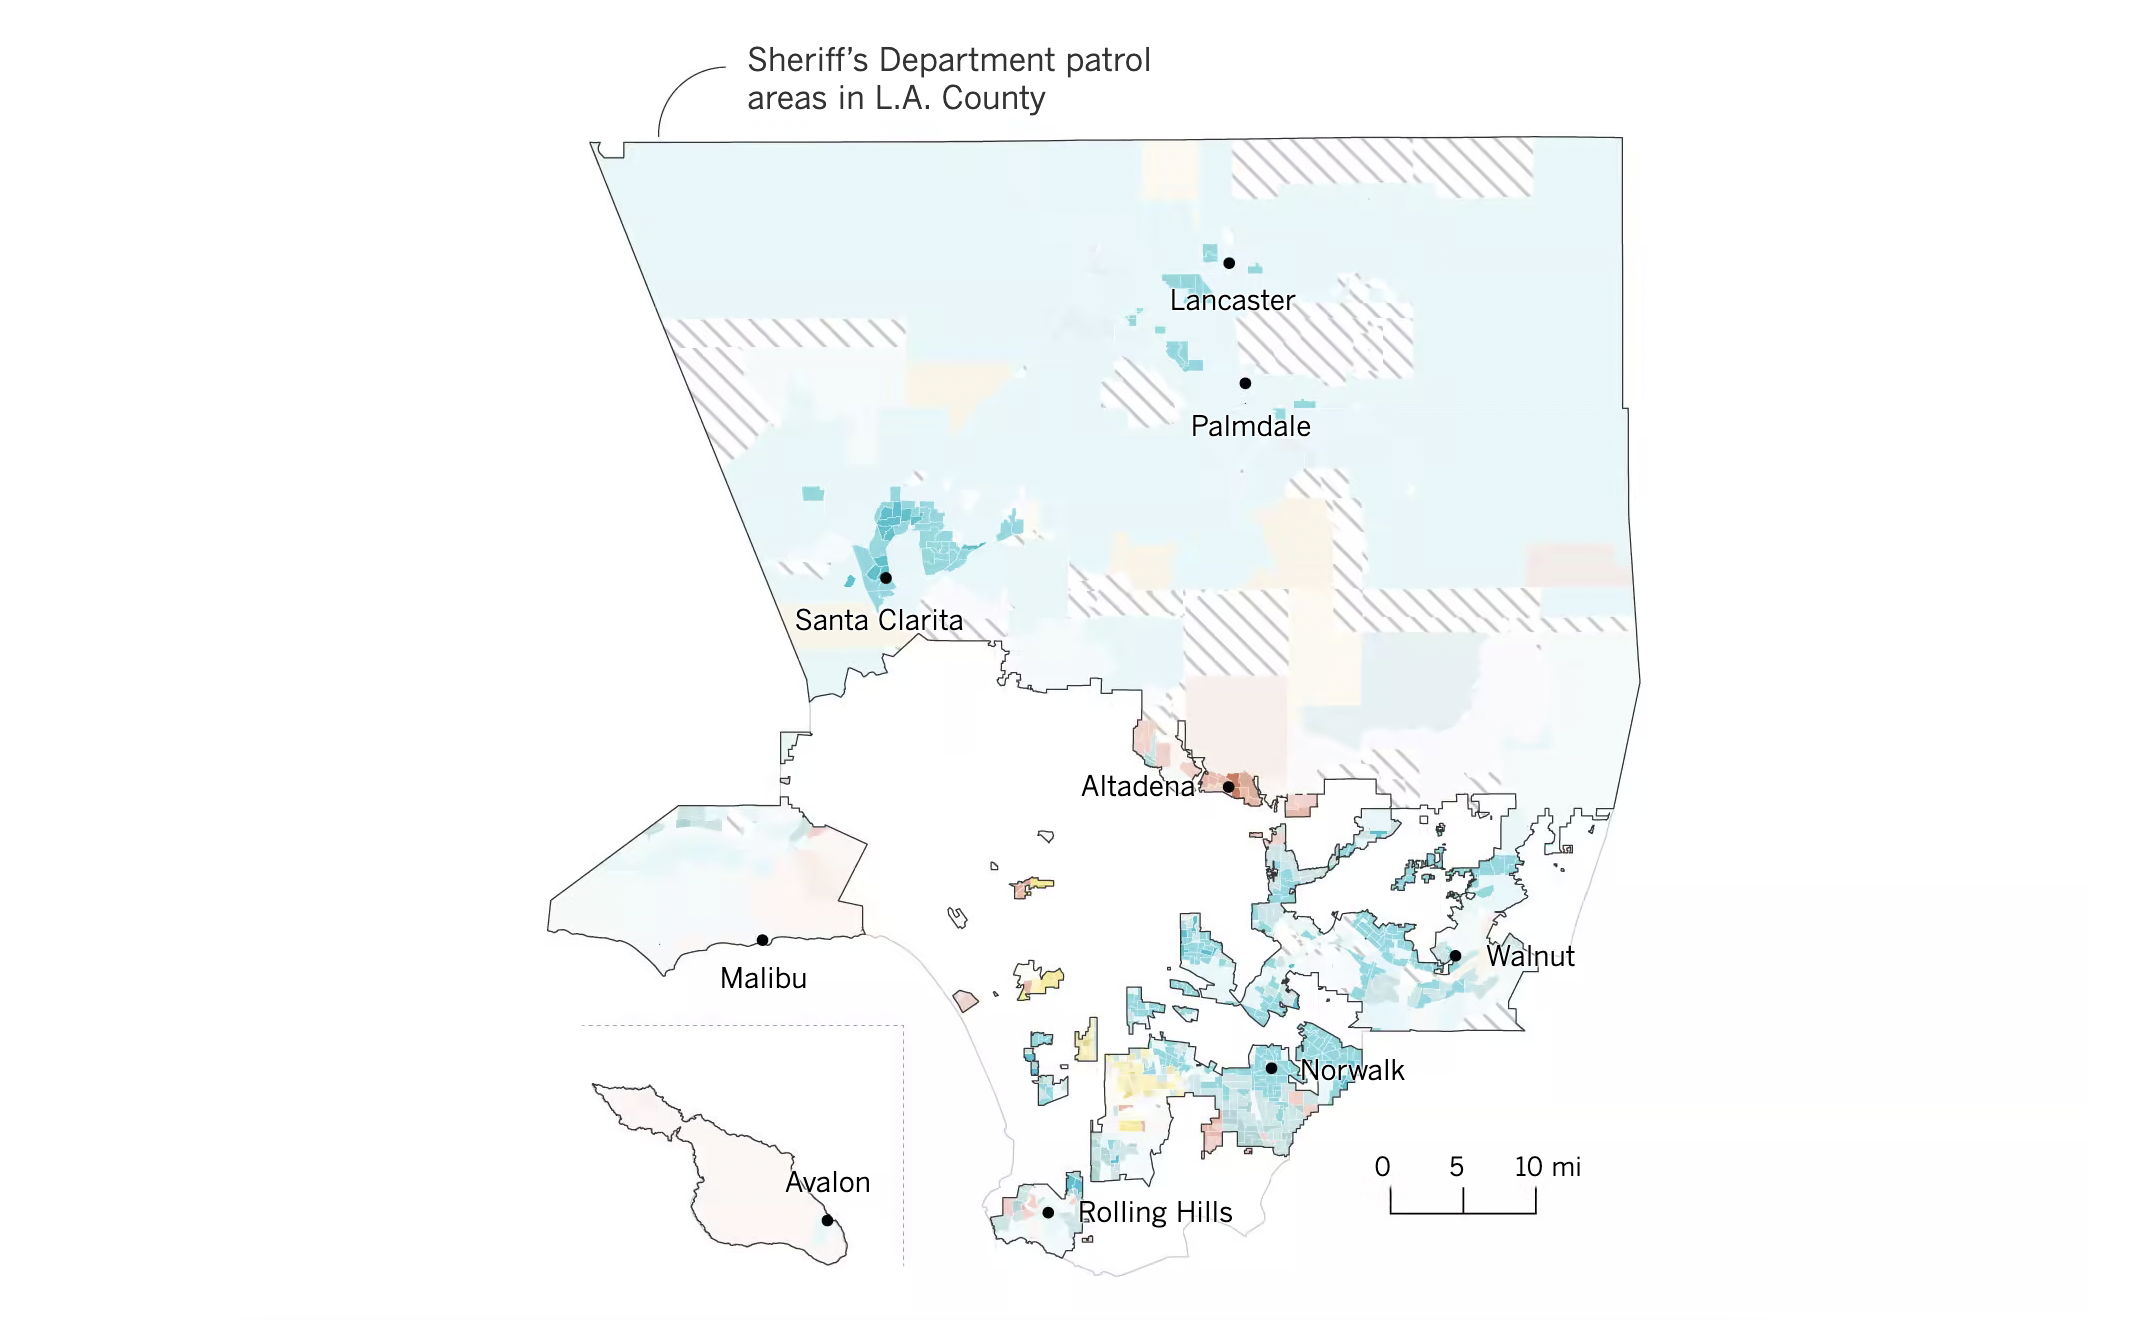 Sheriff’s Department patrol
areas in L.A. County
Lancaster
Palmdale
Santa Clarita
Altadena
Malibu
Walnut
Norwalk
Avalon
Rolling Hills
0 5 10 mi